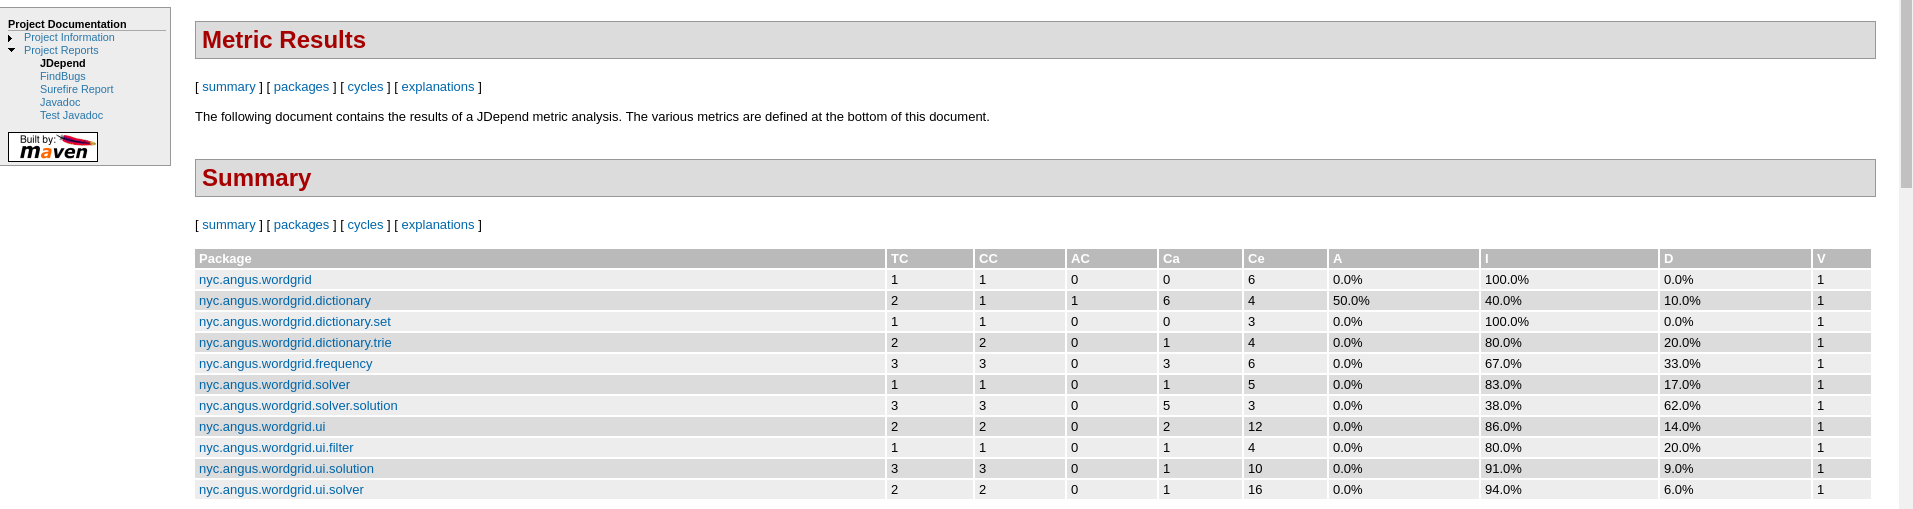 Project Documentation
Project Information
Project Reports
JDepend
FindBugs
Surefire Report
Javadoc
Test Javadoc
Built by:
maven
Metric Results
[ summary ] [ packages ] [ cycles ] [ explanations ]
The following document contains the results of a JDepend metric analysis. The various metrics are defined at the bottom of this document.
Summary
[ summary ] [ packages ] [ cycles ] [ explanations ]
Package TC CC AC Ca Ce A I D V
nyc.angus.wordgrid 1 1 0 0 6 0.0% 100.0% 0.0% 1
nyc.angus.wordgrid.dictionary 2 1 1 6 4 50.0% 40.0% 10.0% 1
nyc.angus.wordgrid.dictionary.set 1 1 0 0 3 0.0% 100.0% 0.0% 1
nyc.angus.wordgrid.dictionary.trie 2 2 0 1 4 0.0% 80.0% 20.0% 1
nyc.angus.wordgrid.frequency 3 3 0 3 6 0.0% 67.0% 33.0% 1
nyc.angus.wordgrid.solver 1 1 0 1 5 0.0% 83.0% 17.0% 1
nyc.angus.wordgrid.solver.solution 3 3 0 5 3 0.0% 38.0% 62.0% 1
nyc.angus.wordgrid.ui 2 2 0 2 12 0.0% 86.0% 14.0% 1
nyc.angus.wordgrid.ui.filter 1 1 0 1 4 0.0% 80.0% 20.0% 1
nyc.angus.wordgrid.ui.solution 3 3 0 1 10 0.0% 91.0% 9.0% 1
nyc.angus.wordgrid.ui.solver 2 2 0 1 16 0.0% 94.0% 6.0% 1